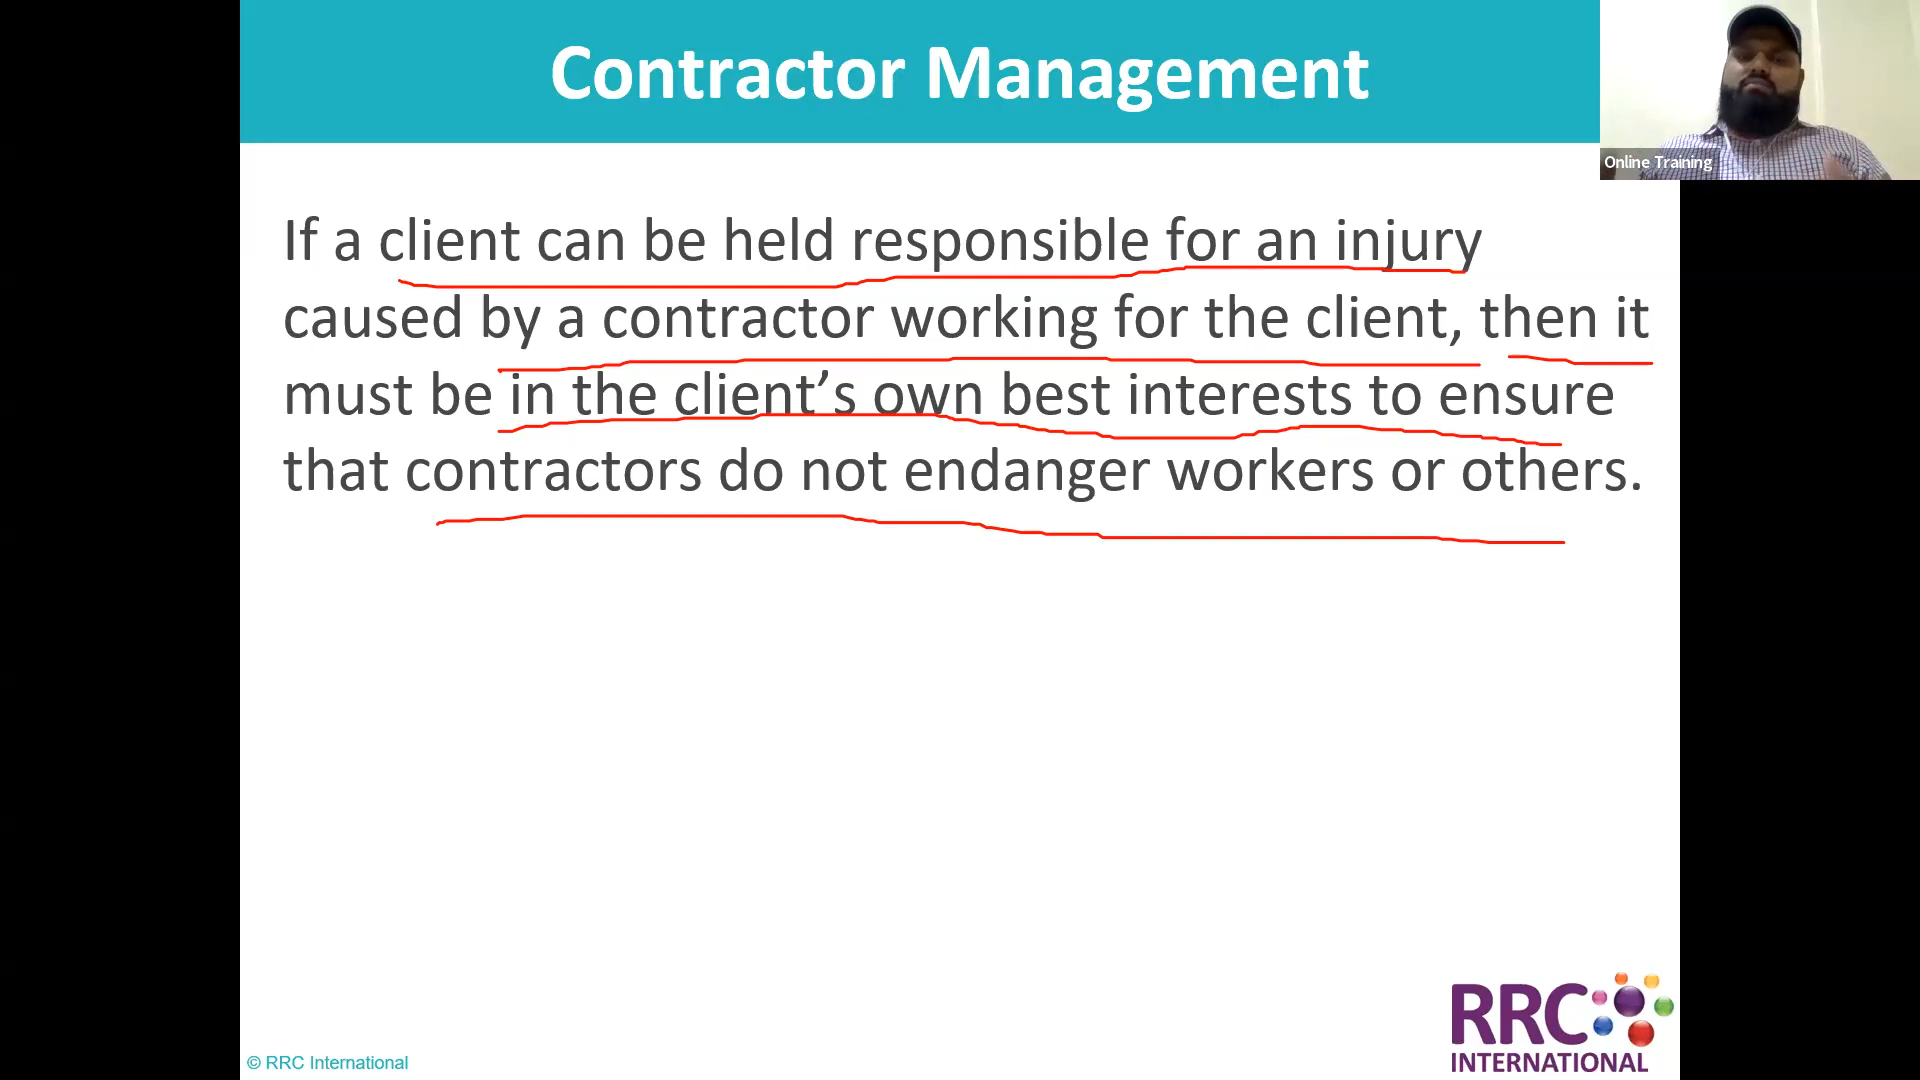 Contractor Management
Online Training
If a client can be held responsible for an injury
caused by a contractor working for the client, then it
must be in the client’s own best interests to ensure
that contractors do not endanger workers or others.
RRC
INTERNATIONAL
© RRC International